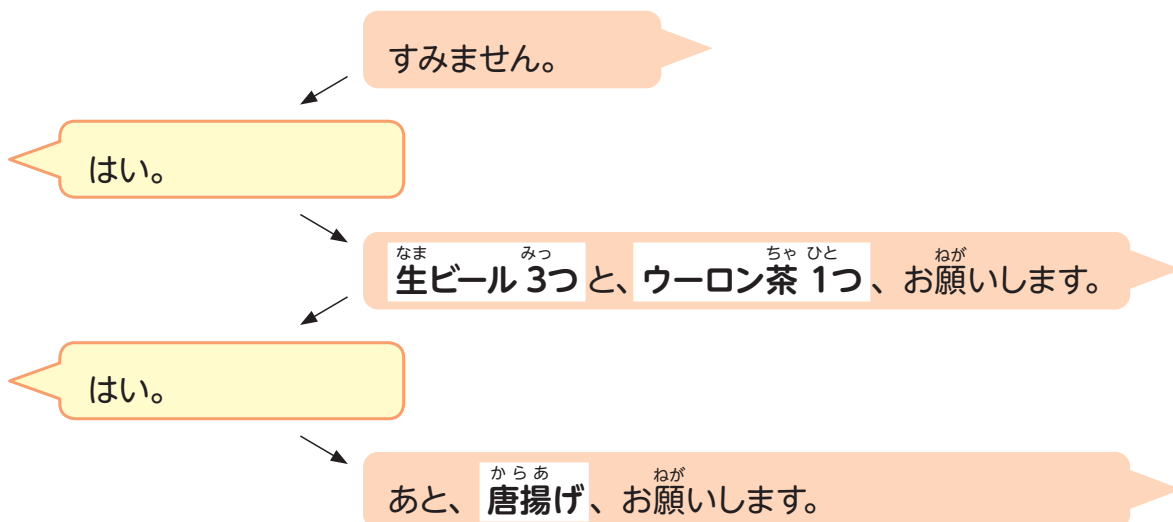 すみません。
はい。
なま みっ ちゃ ひと ねが
生ビール 3つ と、 ウーロン茶 1つ 、お願いします。
はい。
からあ ねが
あと、 唐揚げ 、お願いします。